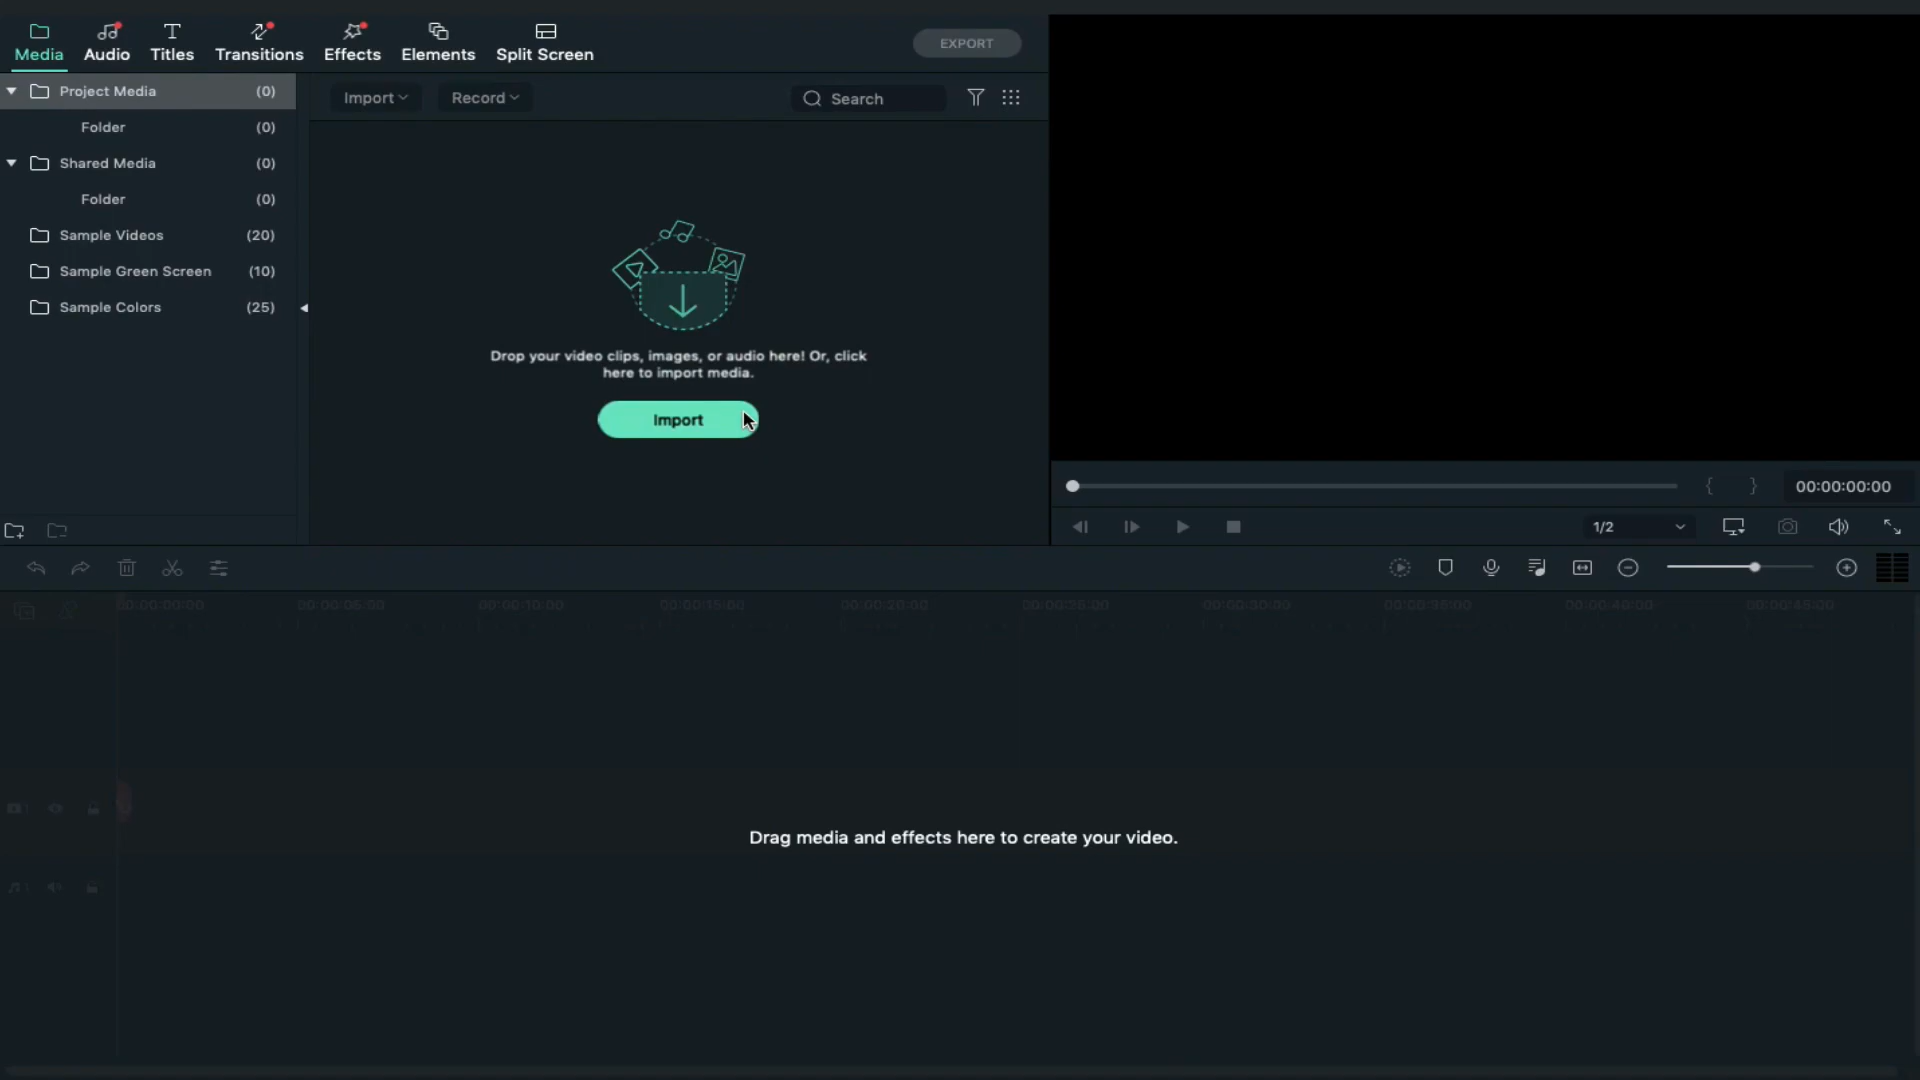 Media Audio Titles Transitions Effects Elements Split Screen
EXPORT
Project Media (0)
Folder (0)
Shared Media (0)
Folder (0)
Sample Videos (20)
Sample Green Screen (10)
Sample Colors (25)
Import Record Search
Drop your video clips, images, or audio here! Or, click
here to import media.
Import
{ } 00:00:00:00
1/2
00:00:00:00 00:00:05:00 00:00:10:00 00:00:15:00 00:00:20:00 00:00:25:00 00:00:30:00 00:00:35:00 00:00:40:00 00:00:45:00
Drag media and effects here to create your video.